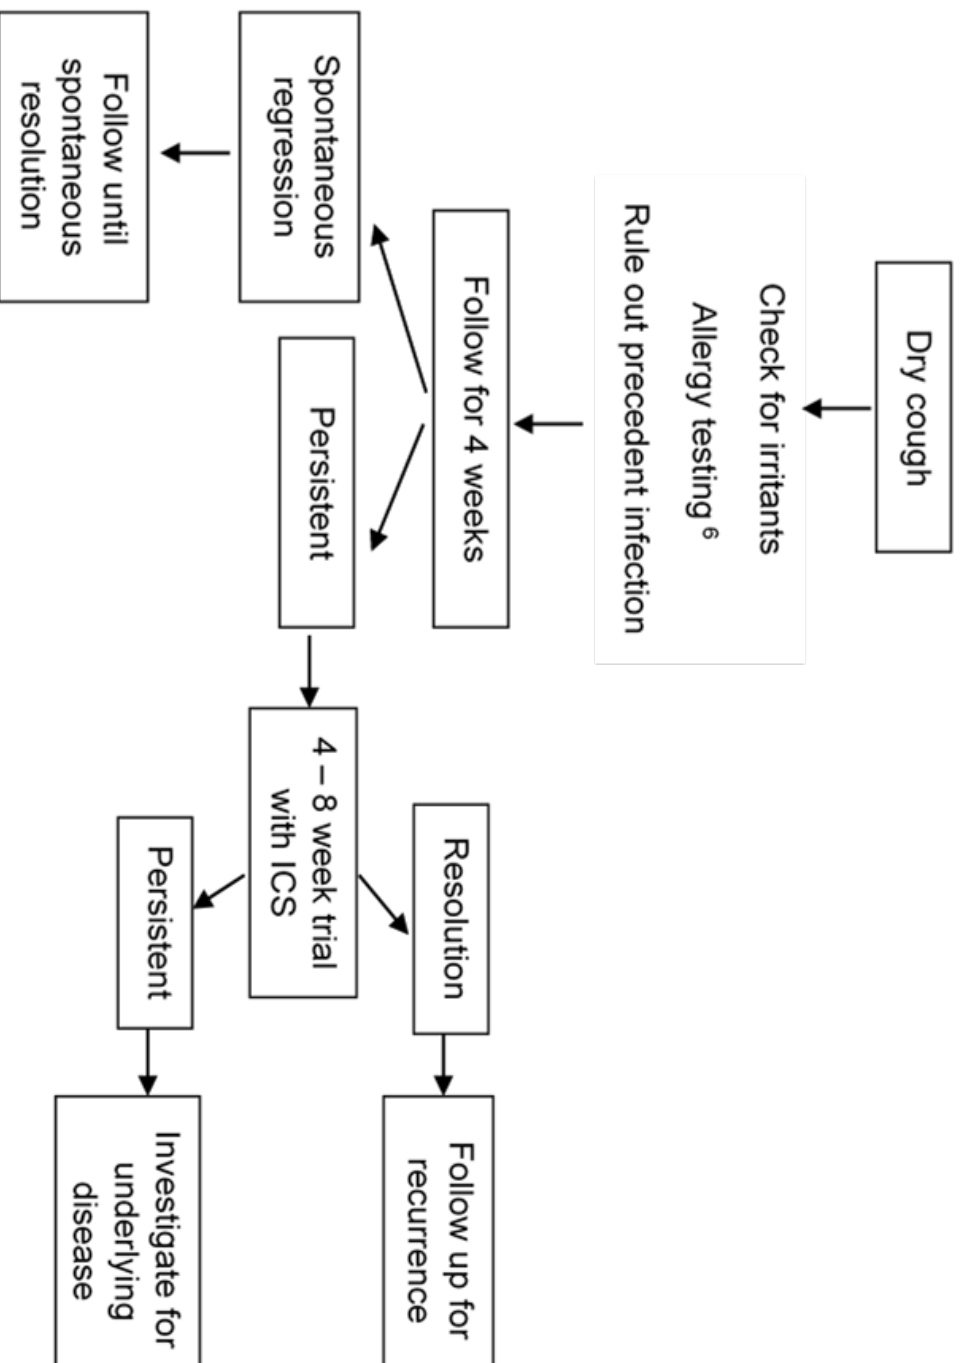 Dry cough
Check for irritants
Allergy testing 6
Rule out precedent infection
Follow for 4 weeks
Spontaneous
regression
Follow until
spontaneous
resolution
Persistent
4 – 8 week trial
with ICS
Resolution
Follow up for
recurrence
Persistent
Investigate for
underlying
disease